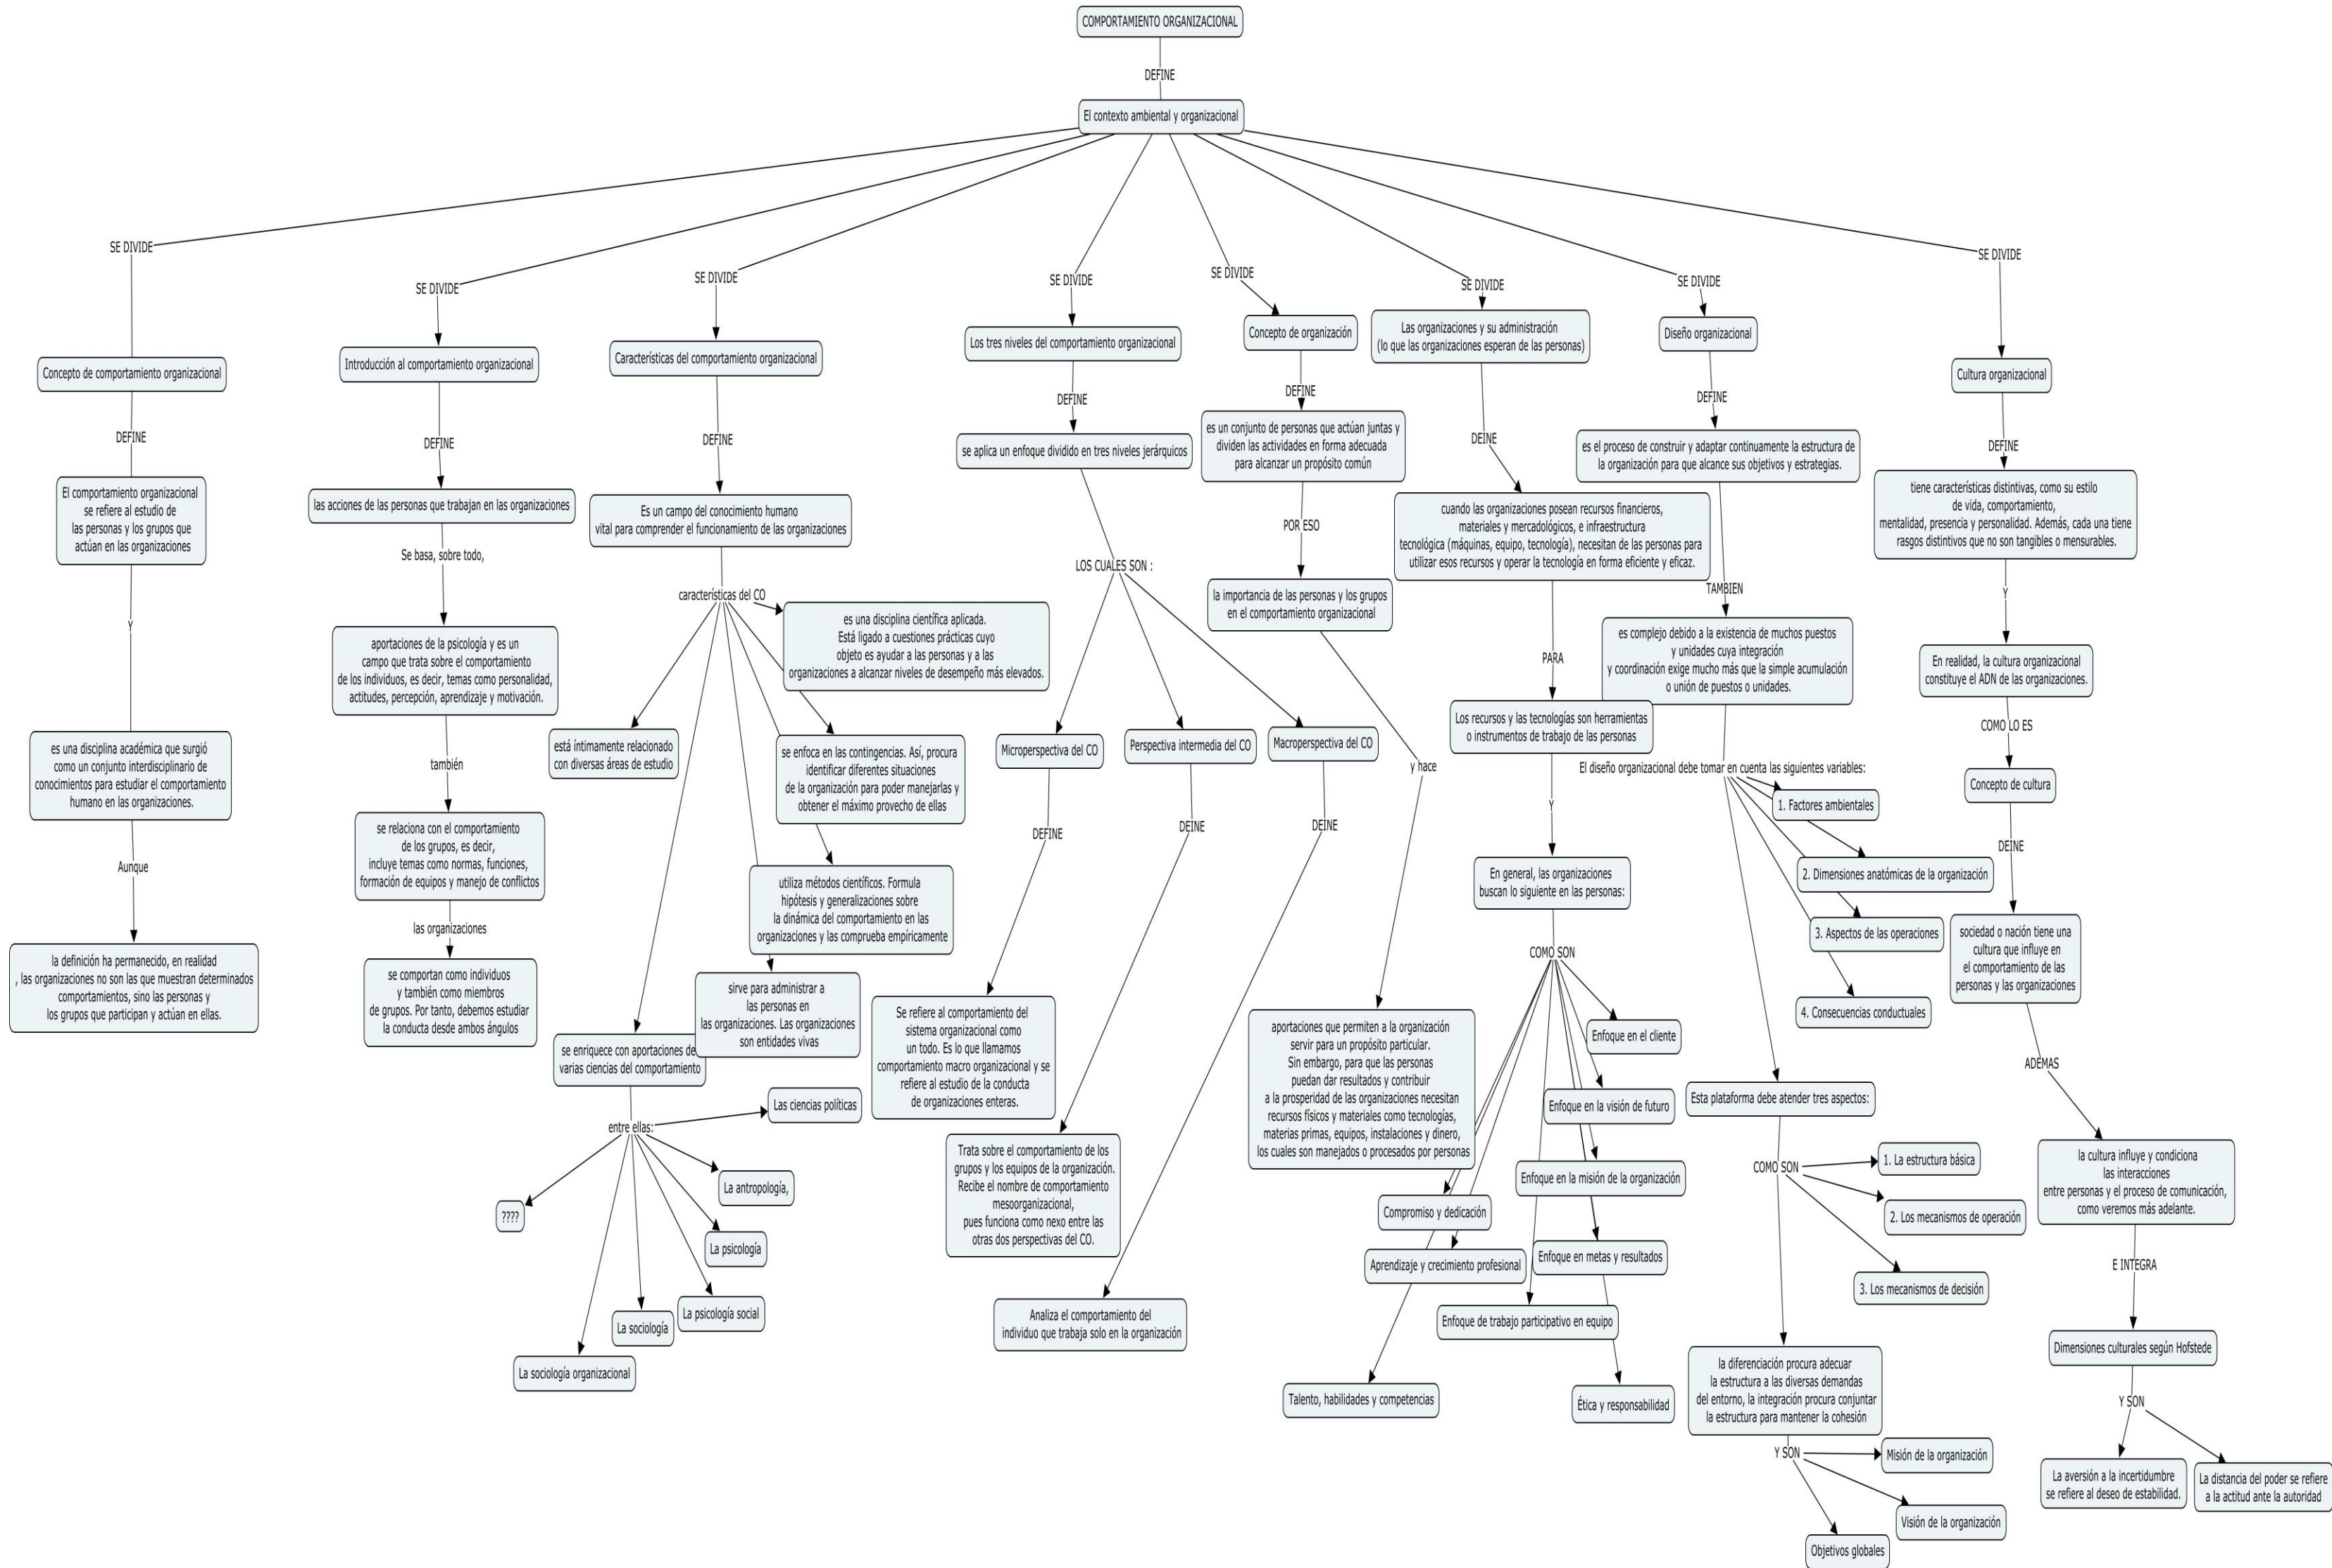 COMPORTAMIENTO ORGANIZACIONAL
DEFINE
El contexto ambiental y organizacional
SE DIVIDE
Concepto de comportamiento organizacional
DEFINE
El comportamiento organizacional
se refiere al estudio de
las personas y los grupos que
actúan en las organizaciones
Y
es una disciplina académica que surgió
como un conjunto interdisciplinario de
conocimientos para estudiar el comportamiento
humano en las organizaciones.
Aunque
la definición ha permanecido, en realidad
, las organizaciones no son las que muestran determinados
comportamientos, sino las personas y
los grupos que participan y actúan en ellas.
SE DIVIDE
Introducción al comportamiento organizacional
DEFINE
las acciones de las personas que trabajan en las organizaciones
Se basa, sobre todo,
aportaciones de la psicología y es un
campo que trata sobre el comportamiento
de los individuos, es decir, temas como personalidad,
actitudes, percepción, aprendizaje y motivación.
también
se relaciona con el comportamiento
de los grupos, es decir,
incluye temas como normas, funciones,
formación de equipos y manejo de conflictos
las organizaciones
se comportan como individuos
y también como miembros
de grupos. Por tanto, debemos estudiar
la conducta desde ambos ángulos
SE DIVIDE
Características del comportamiento organizacional
DEFINE
Es un campo del conocimiento humano
vital para comprender el funcionamiento de las organizaciones
características del CO
es una disciplina científica aplicada.
Está ligado a cuestiones prácticas cuyo
objeto es ayudar a las personas y a las
organizaciones a alcanzar niveles de desempeño más elevados.
está íntimamente relacionado
con diversas áreas de estudio
se enfoca en las contingencias. Así, procura
identificar diferentes situaciones
de la organización para poder manejarlas y
obtener el máximo provecho de ellas
utiliza métodos científicos. Formula
hipótesis y generalizaciones sobre
la dinámica del comportamiento en las
organizaciones y las comprueba empíricamente
sirve para administrar a
las personas en
las organizaciones. Las organizaciones
son entidades vivas
se enriquece con aportaciones de
varias ciencias del comportamiento
entre ellas:
Las ciencias políticas
La antropología,
????
La psicología
La psicología social
La sociología
La sociología organizacional
SE DIVIDE
Los tres niveles del comportamiento organizacional
DEFINE
se aplica un enfoque dividido en tres niveles jerárquicos
LOS CUALES SON :
Microperspectiva del CO
Perspectiva intermedia del CO
Macroperspectiva del CO
DEFINE
DEINE
DEINE
Se refiere al comportamiento del
sistema organizacional como
un todo. Es lo que llamamos
comportamiento macro organizacional y se
refiere al estudio de la conducta
de organizaciones enteras.
Trata sobre el comportamiento de los
grupos y los equipos de la organización.
Recibe el nombre de comportamiento
mesorganizacional,
pues funciona como nexo entre las
otras dos perspectivas del CO.
Analiza el comportamiento del
individuo que trabaja solo en la organización
SE DIVIDE
Concepto de organización
DEFINE
es un conjunto de personas que actúan juntas y
dividen las actividades en forma adecuada
para alcanzar un propósito común
POR ESO
la importancia de las personas y los grupos
en el comportamiento organizacional
y hace
aportaciones que permiten a la organización
servir para un propósito particular.
Sin embargo, para que las personas
puedan dar resultados y contribuir
a la prosperidad de las organizaciones necesitan
recursos físicos y materiales como tecnologías,
materias primas, equipos, instalaciones y dinero,
los cuales son manejados o procesados por personas
SE DIVIDE
Las organizaciones y su administración
(lo que las organizaciones esperan de las personas)
DEINE
cuando las organizaciones posean recursos financieros,
materiales y mercadológicos, e infraestructura
tecnológica (máquinas, equipo, tecnología), necesitan de las personas para
utilizar esos recursos y operar la tecnología en forma eficiente y eficaz.
PARA
Los recursos y las tecnologías son herramientas
o instrumentos de trabajo de las personas
Y
En general, las organizaciones
buscan lo siguiente en las personas:
COMO SON
Enfoque en el cliente
Enfoque en la visión de futuro
Enfoque en la misión de la organización
Compromiso y dedicación
Enfoque en metas y resultados
Aprendizaje y crecimiento profesional
Enfoque de trabajo participativo en equipo
Talento, habilidades y competencias
Ética y responsabilidad
SE DIVIDE
Diseño organizacional
DEFINE
es el proceso de construir y adaptar continuamente la estructura de
la organización para que alcance sus objetivos y estrategias.
TAMBIEN
es complejo debido a la existencia de muchos puestos
y unidades cuya integración
y coordinación exige mucho más que la simple acumulación
o unión de puestos o unidades.
El diseño organizacional debe tomar en cuenta las siguientes variables:
1. Factores ambientales
2. Dimensiones anatómicas de la organización
3. Aspectos de las operaciones
4. Consecuencias conductuales
Esta plataforma debe atender tres aspectos:
COMO SON
1. La estructura básica
2. Los mecanismos de operación
3. Los mecanismos de decisión
la diferenciación procura adecuar
la estructura a las diversas demandas
del entorno, la integración procura conjuntar
la estructura para mantener la cohesión
Y SON
Misión de la organización
Visión de la organización
Objetivos globales
SE DIVIDE
Cultura organizacional
DEFINE
tiene características distintivas, como su estilo
de vida, comportamiento,
mentalidad, presencia y personalidad. Además, cada una tiene
rasgos distintivos que no son tangibles o mensurables.
Y
En realidad, la cultura organizacional
constituye el ADN de las organizaciones.
COMO LO ES
Concepto de cultura
DEINE
sociedad o nación tiene una
cultura que influye en
el comportamiento de las
personas y las organizaciones
ADEMAS
la cultura influye y condiciona
las interacciones
entre personas y el proceso de comunicación,
como veremos más adelante.
E INTEGRA
Dimensiones culturales según Hofstede
Y SON
La aversión a la incertidumbre
se refiere al deseo de estabilidad.
La distancia del poder se refiere
a la actitud ante la autoridad